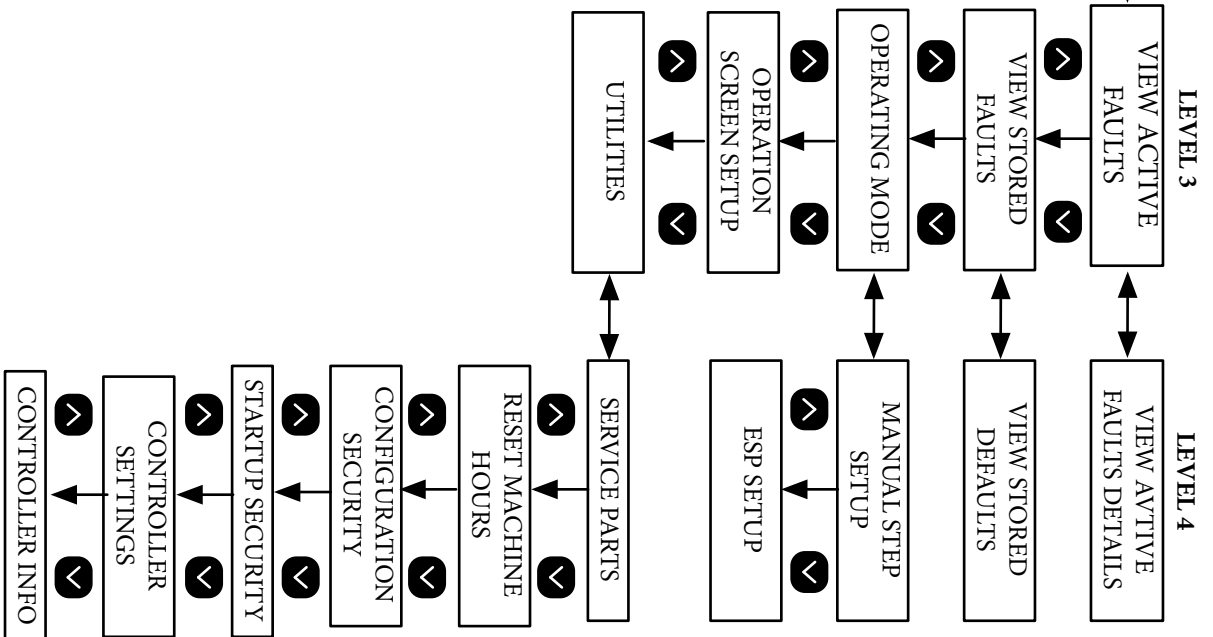 LEVEL 3
VIEW ACTIVE
FAULTS
VIEW STORED
FAULTS
OPERATING MODE
OPERATION
SCREEN SETUP
UTILITIES
LEVEL 4
VIEW AVTIVE
FAULTS DETAILS
VIEW STORED
DEFAULTS
MANUAL STEP
SETUP
ESP SETUP
SERVICE PARTS
RESET MACHINE
HOURS
CONFIGURATION
SECURITY
STARTUP SECURITY
CONTROLLER
SETTINGS
CONTROLLER INFO